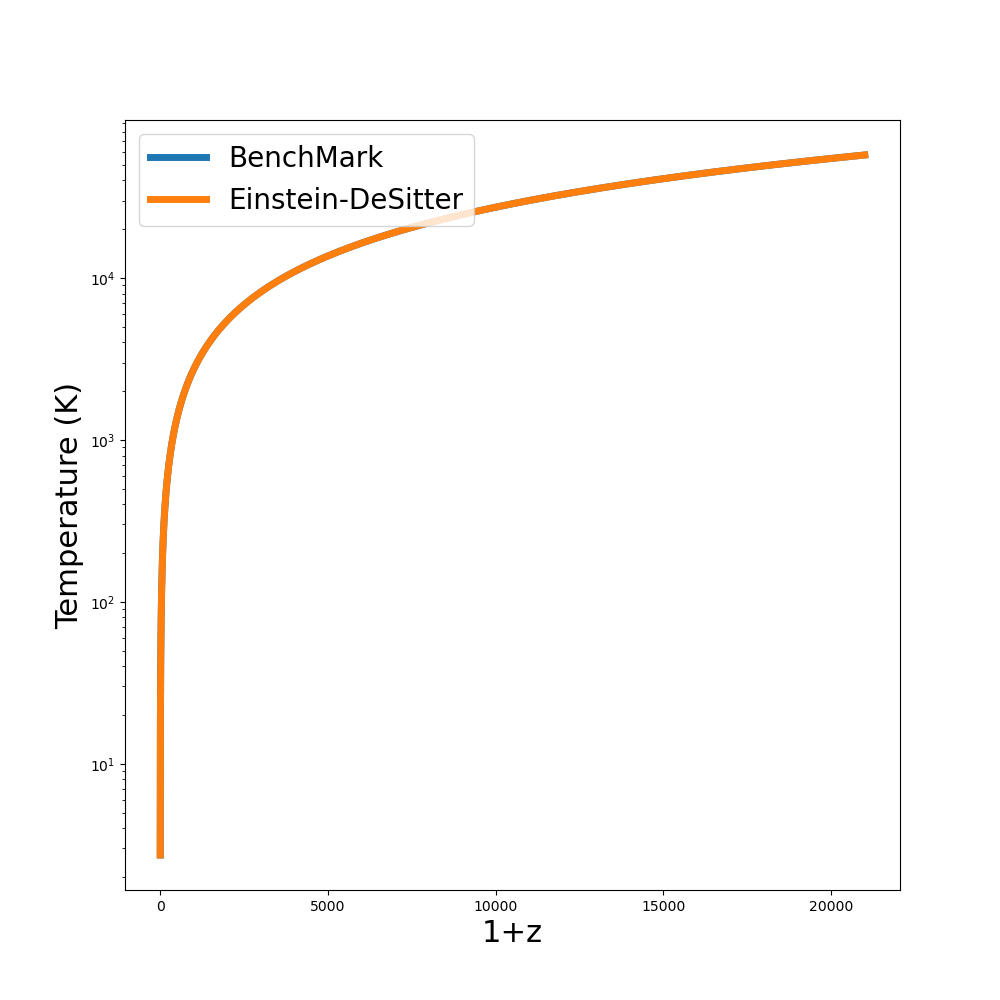 BenchMark
Einstein-DeSitter
10⁴
10³
10²
10¹
Temperature (K)
0 5000 10000 15000 20000
1+z